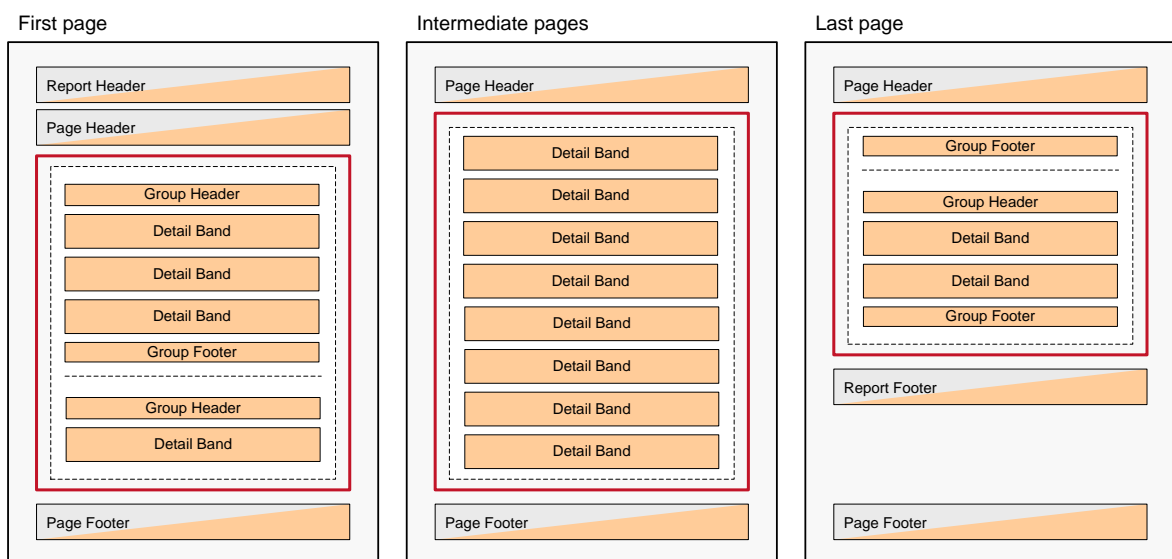 First page
Report Header
Page Header
Group Header
Detail Band
Detail Band
Detail Band
Group Footer
Group Header
Detail Band
Page Footer
Intermediate pages
Page Header
Detail Band
Detail Band
Detail Band
Detail Band
Detail Band
Detail Band
Detail Band
Detail Band
Page Footer
Last page
Page Header
Group Footer
Group Header
Detail Band
Detail Band
Group Footer
Report Footer
Page Footer